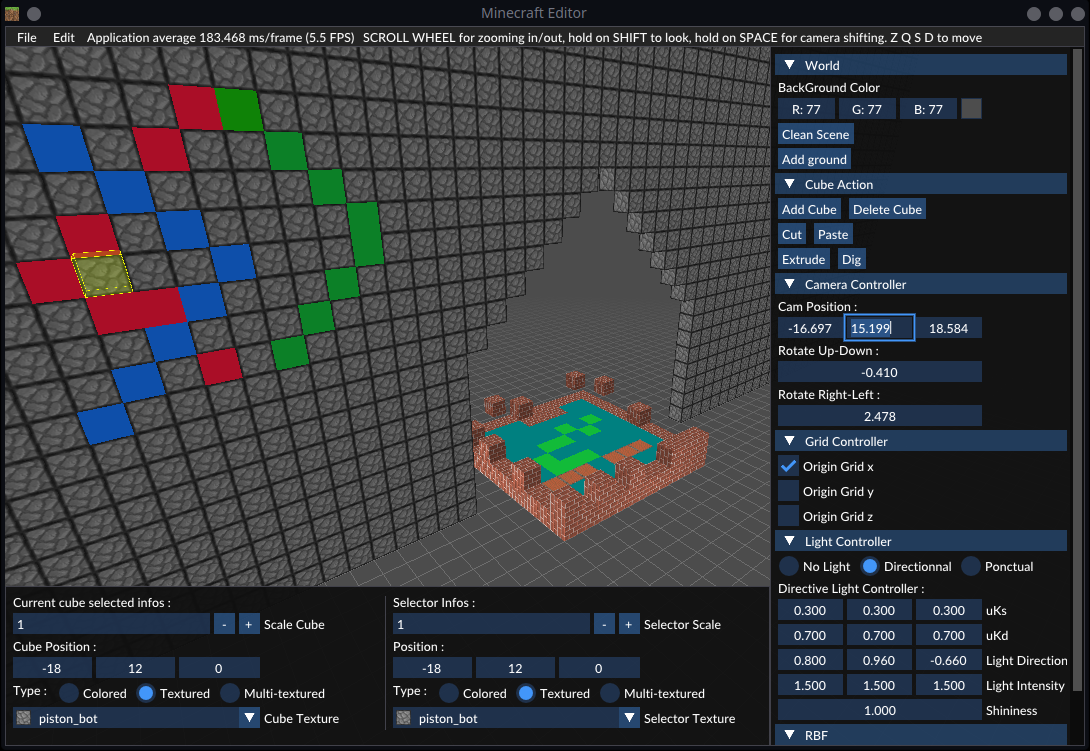 Minecraft Editor
File Edit Application average 183.468 ms/frame (5.5 FPS) SCROLL WHEEL for zooming in/out, hold on SHIFT to look, hold on SPACE for camera shifting. Z Q S D to move
World
BackGround Color
R: 77 G: 77 B: 77
Clean Scene
Add ground
Cube Action
Add Cube Delete Cube
Cut Paste
Extrude Dig
Camera Controller
Cam Position :
-16.697 15.199 18.584
Rotate Up-Down :
-0.410
Rotate Right-Left :
2.478
Grid Controller
Origin Grid x
Origin Grid y
Origin Grid z
Light Controller
No Light Directionnal Ponctual
Directive Light Controller :
0.300 0.300 0.300 uKs
0.700 0.700 0.700 uKd
0.800 0.960 -0.660 Light Direction
1.500 1.500 1.500 Light Intensity
1.000 Shininess
RBF
Current cube selected infos :
1 - + Scale Cube
Cube Position :
-18 12 0
Type : Colored Textured Multi-textured
piston_bot Cube Texture
Selector Infos :
1 - + Selector Scale
Position :
-18 12 0
Type : Colored Textured Multi-textured
piston_bot Selector Texture